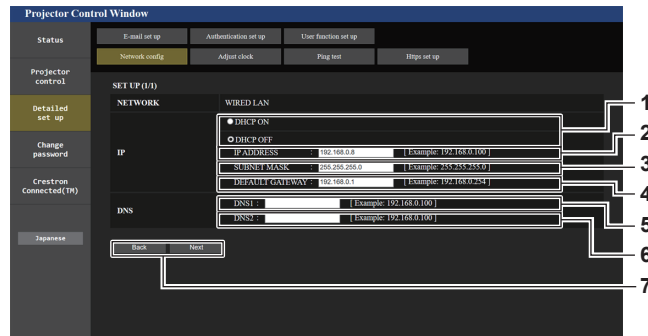 Projector Control Window
Status
E-mail set up
Authentication set up
User function set up
Network config
Adjust clock
Ping test
Https set up
Projector
control
Detailed
set up
Change
password
Crestron
Connected(TM)
Japanese
SET UP (1/1)
NETWORK
WIRED LAN
IP
DHCP ON
DHCP OFF
IP ADDRESS : 192.168.0.8 [ Example: 192.168.0.100 ]
SUBNET MASK : 255.255.255.0 [ Example: 255.255.255.0 ]
DEFAULT GATEWAY : 192.168.0.1 [ Example: 192.168.0.254 ]
DNS
DNS1 : [ Example: 192.168.0.100 ]
DNS2 : [ Example: 192.168.0.100 ]
Back Next
1
2
3
4
5
6
7